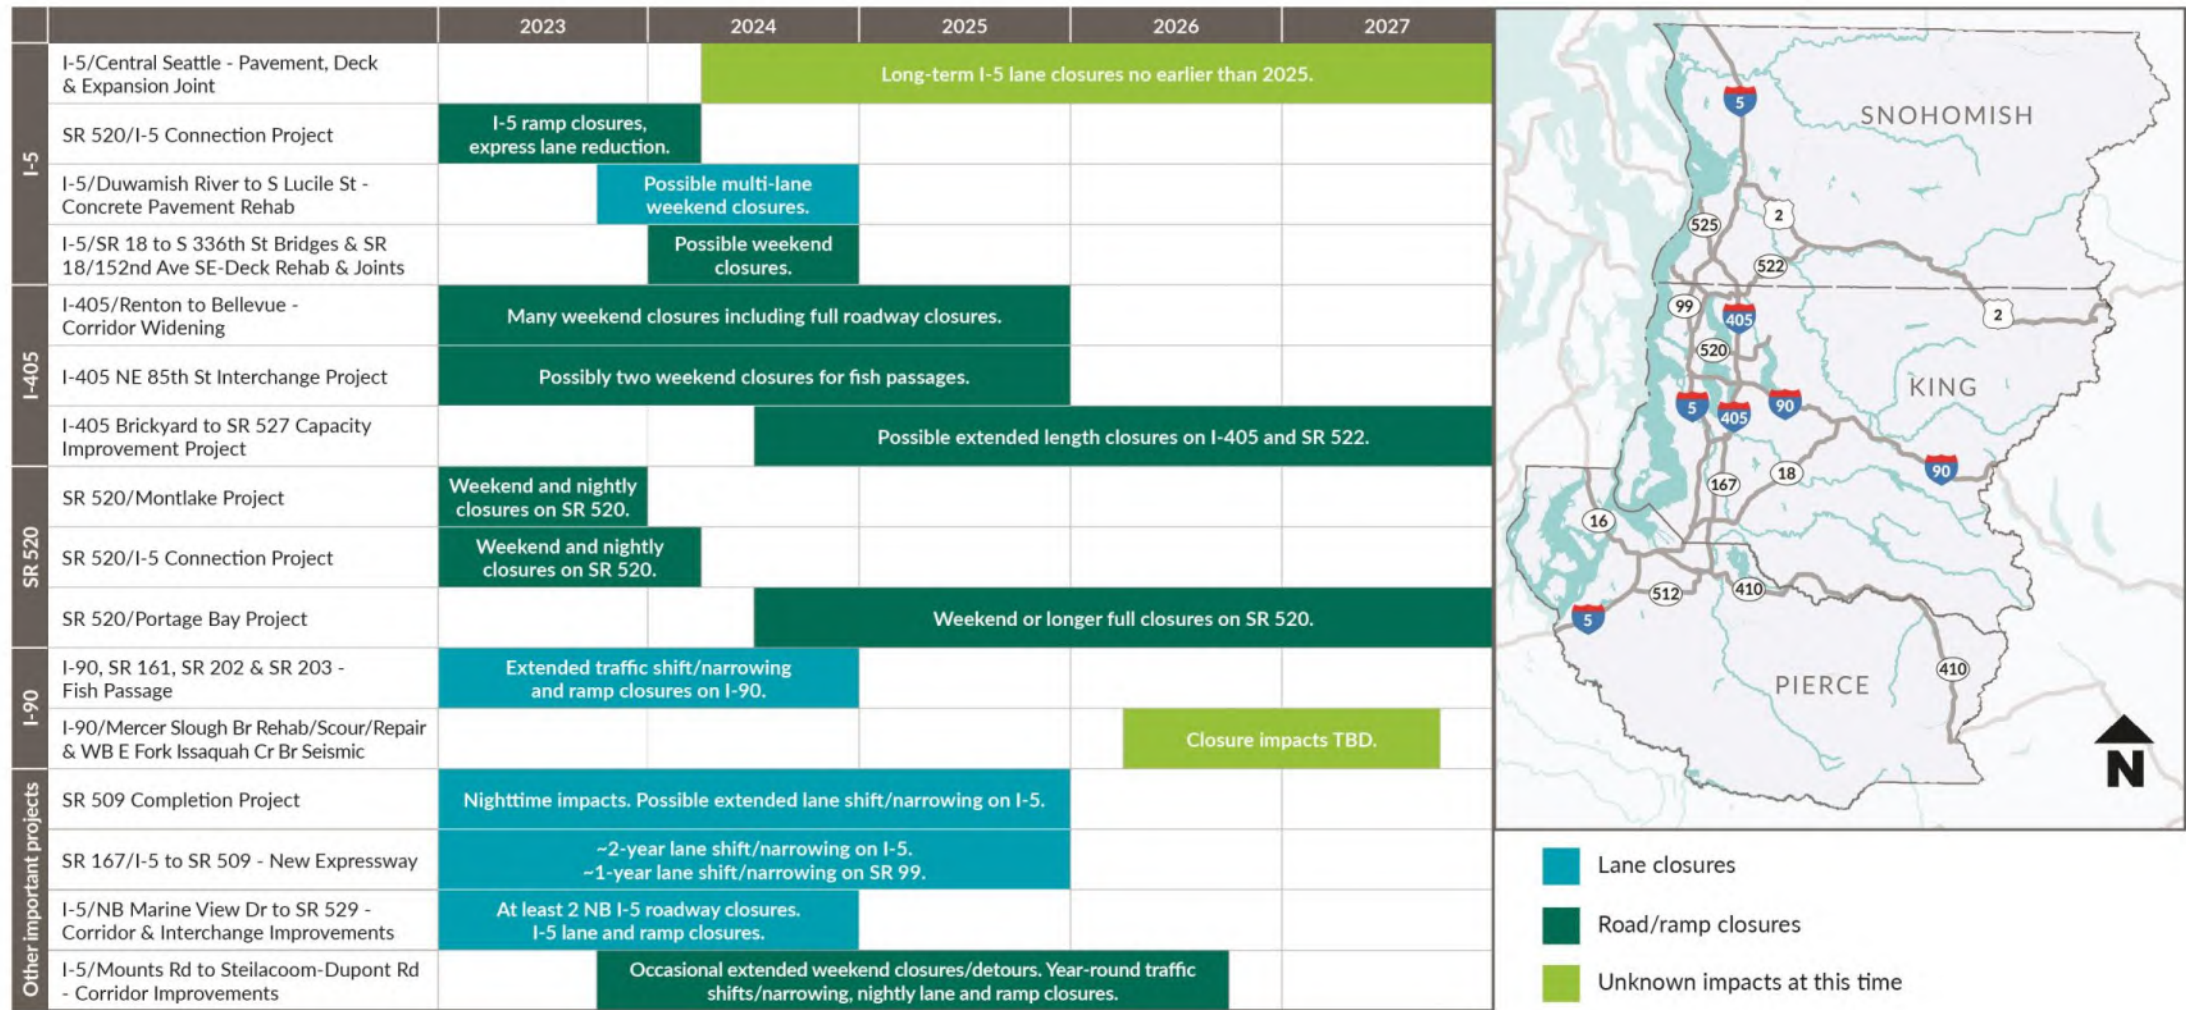 2023 2024 2025 2026 2027
I-5
I-5/Central Seattle - Pavement, Deck
& Expansion Joint
Long-term I-5 lane closures no earlier than 2025.
SR 520/I-5 Connection Project
I-5 ramp closures,
express lane reduction.
I-5/Duwamish River to S Lucile St -
Concrete Pavement Rehab
Possible multi-lane
weekend closures.
I-5/SR 18 to S 336th St Bridges & SR
18/152nd Ave SE-Deck Rehab & Joints
Possible weekend
closures.
I-405
I-405/Renton to Bellevue -
Corridor Widening
Many weekend closures including full roadway closures.
I-405 NE 85th St Interchange Project
Possibly two weekend closures for fish passages.
I-405 Brickyard to SR 527 Capacity
Improvement Project
Possible extended length closures on I-405 and SR 522.
SR 520
SR 520/Montlake Project
Weekend and nightly
closures on SR 520.
SR 520/I-5 Connection Project
Weekend and nightly
closures on SR 520.
SR 520/Portage Bay Project
Weekend or longer full closures on SR 520.
I-90
I-90, SR 161, SR 202 & SR 203 -
Fish Passage
Extended traffic shift/narrowing
and ramp closures on I-90.
I-90/Mercer Slough Br Rehab/Scour/Repair
& WB E Fork Issaquah Cr Br Seismic
Closure impacts TBD.
Other important projects
SR 509 Completion Project
Nighttime impacts. Possible extended lane shift/narrowing on I-5.
SR 167/I-5 to SR 509 - New Expressway
~2-year lane shift/narrowing on I-5.
~1-year lane shift/narrowing on SR 99.
I-5/NB Marine View Dr to SR 529 -
Corridor & Interchange Improvements
At least 2 NB I-5 roadway closures.
I-5 lane and ramp closures.
I-5/Mounts Rd to Steilacoom-Dupont Rd
- Corridor Improvements
Occasional extended weekend closures/detours. Year-round traffic
shifts/narrowing, nightly lane and ramp closures.
5
SNOHOMISH
525
2
522
99
405
2
520
KING
5
405
90
90
18
167
16
512
410
5
410
PIERCE
N
Lane closures
Road/ramp closures
Unknown impacts at this time